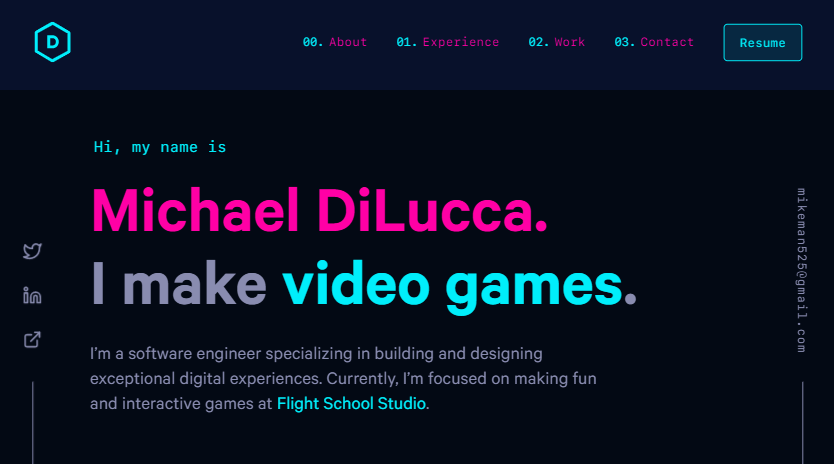 D
00. About 01. Experience 02. Work 03. Contact Resume
Hi, my name is
Michael DiLucca.
I make video games.
I'm a software engineer specializing in building and designing
exceptional digital experiences. Currently, I'm focused on making fun
and interactive games at Flight School Studio.
mikeman525@gmail.com